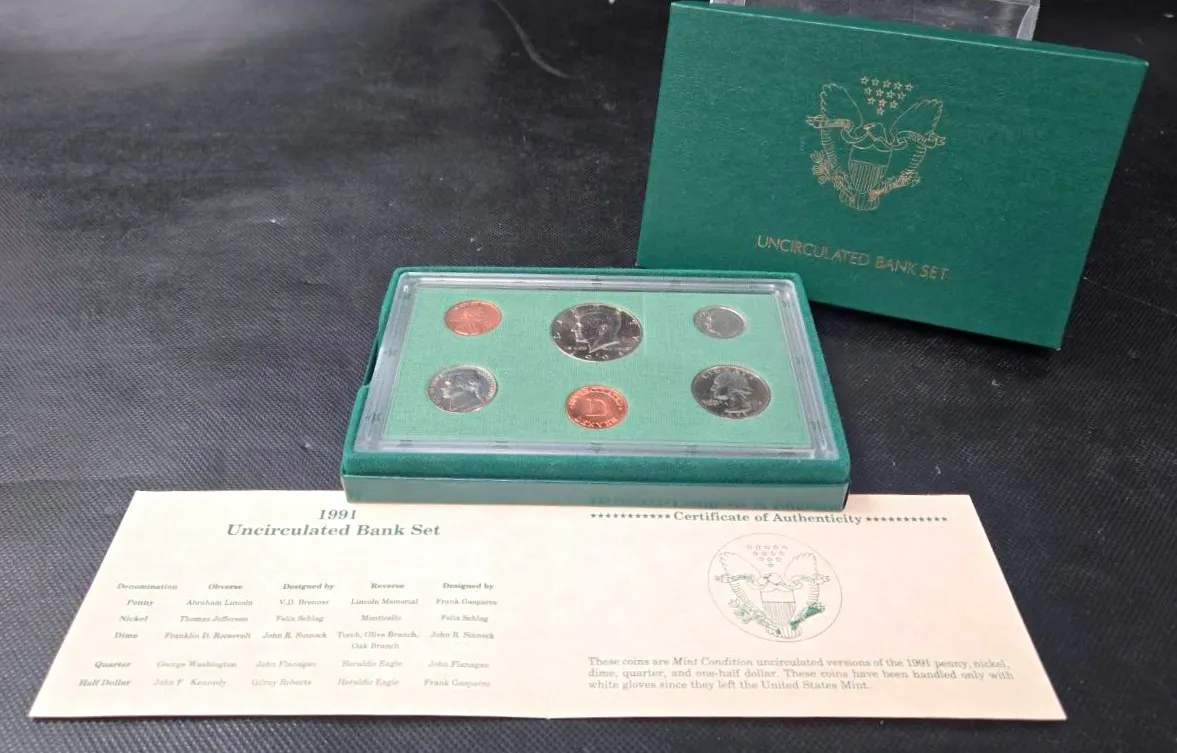 UNCIRCULATED BANK SET
LIBERTY
D
DENVER
1991
Uncirculated Bank Set
Denomination Obverse Designed by Reverse Designed by
Penny Abraham Lincoln V.D. Brenner Lincoln Memorial Frank Gasparro
Nickel Thomas Jefferson Felix Schlag Monticello Felix Schlag
Dime Franklin D. Roosevelt John R. Sinnock Torch, Olive Branch, John R. Sinnock
Oak Branch
Quarter George Washington John Flanagan Heraldic Eagle John Flanagan
Half Dollar John F. Kennedy Gilroy Roberts Heraldic Eagle Frank Gasparro
*********** Certificate of Authenticity ***********
These coins are Mint Condition uncirculated versions of the 1991 penny, nickel,
dime, quarter, and one-half dollar. These coins have been handled only with
white gloves since they left the United States Mint.